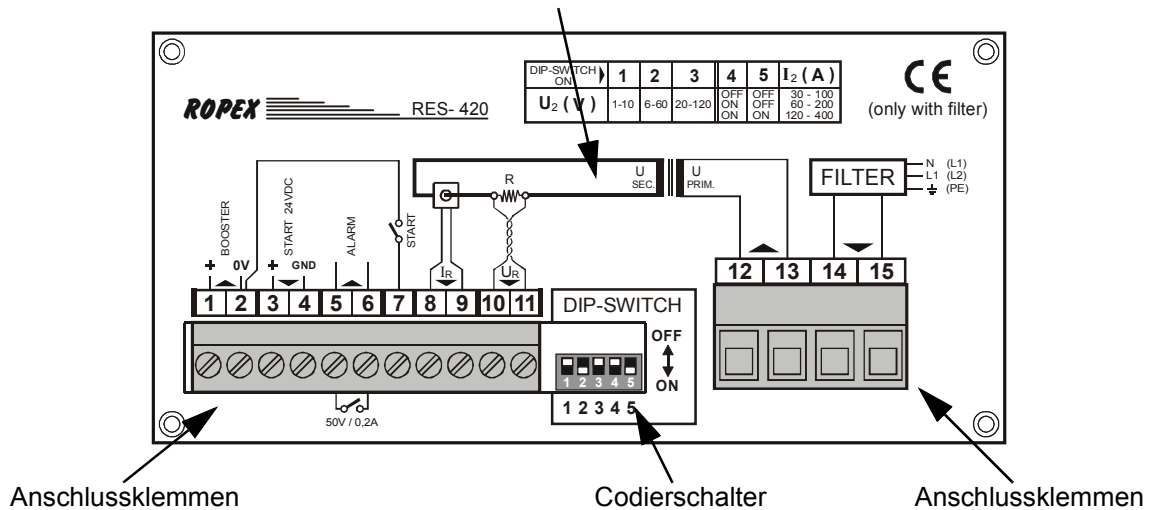 DIP-SWITCH ON 1 2 3 4 5 I2 (A)
U2 (V) 1-10 6-60 20-120 OFF OFF 30 - 100
ON OFF 60 - 200
ON ON 120 - 400
CE
(only with filter)
ROPEX RES- 420
U SEC. U PRIM.
R
FILTER
N (L1)
L1 (L2)
(PE)
BOOSTER
START 24VDC
ALARM
START
+ 0V + GND
IR UR
1 2 3 4 5 6 7 8 9 10 11
12 13 14 15
DIP-SWITCH
OFF
ON
1 2 3 4 5
1 2 3 4 5
50V / 0,2A
Anschlussklemmen Codierschalter Anschlussklemmen